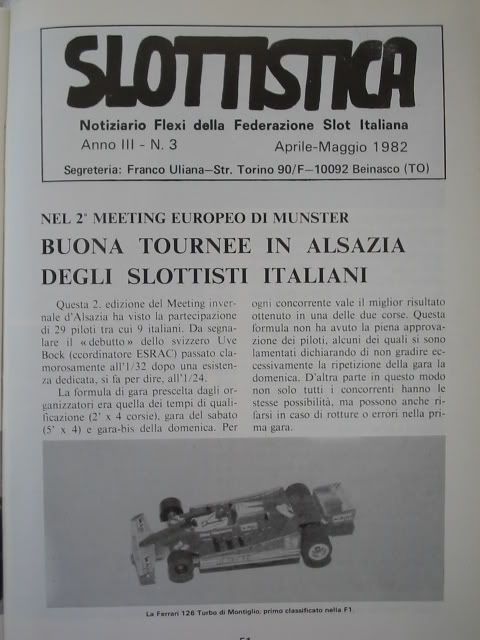 SLOTTISTICA
Notiziario Flexi della Federazione Slot Italiana
Anno III - N. 3 Aprile-Maggio 1982
Segreteria: Franco Uliana-Str. Torino 90/F-10092 Beinasco (TO)
NEL 2° MEETING EUROPEO DI MUNSTER
BUONA TOURNEE IN ALSAZIA
DEGLI SLOTTISTI ITALIANI
Questa 2. edizione del Meeting inver-
nale d'Alsazia ha visto la partecipazione
di 29 piloti tra cui 9 italiani. Da segna-
lare il «debutto» dello svizzero Uve
Bock (coordinatore ESRAC) passato cla-
morosamente all'1/32 dopo una esisten-
za dedicata, si fa per dire, all'1/24.
La formula di gara prescelta dagli or-
ganizzatori era quella dei tempi di quali-
ficazione (2' x 4 corsie), gara del sabato
(5' x 4) e gara-bis della domenica. Per
ogni concorrente vale il miglior risultato
ottenuto in una delle due corse. Questa
formula non ha avuto la piena approva-
zione dei piloti, alcuni dei quali si sono
lamentati dichiarando di non gradire ec-
cessivamente la ripetizione della gara la
domenica. D'altra parte in questo modo
non solo tutti i concorrenti hanno le
stesse possibilità, ma possono anche ri-
farsi in caso di rotture o errori nella pri-
ma gara.
La Ferrari 126 Turbo di Montiglio, primo classificato nella F1.